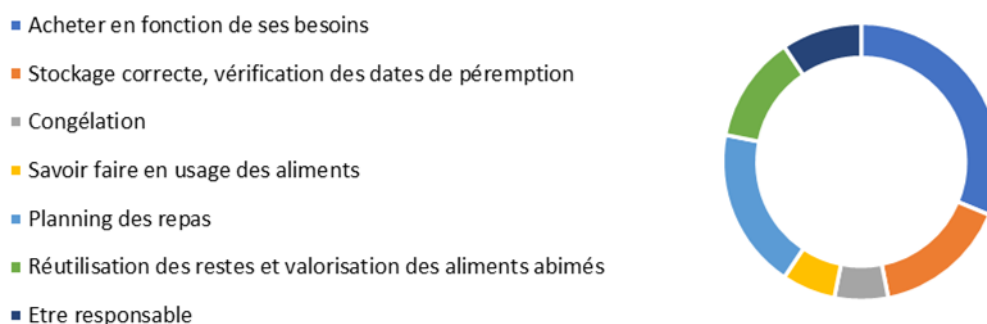 Acheter en fonction de ses besoins
Stockage correcte, vérification des dates de péremption
Congélation
Savoir faire en usage des aliments
Planning des repas
Réutilisation des restes et valorisation des aliments abimés
Etre responsable